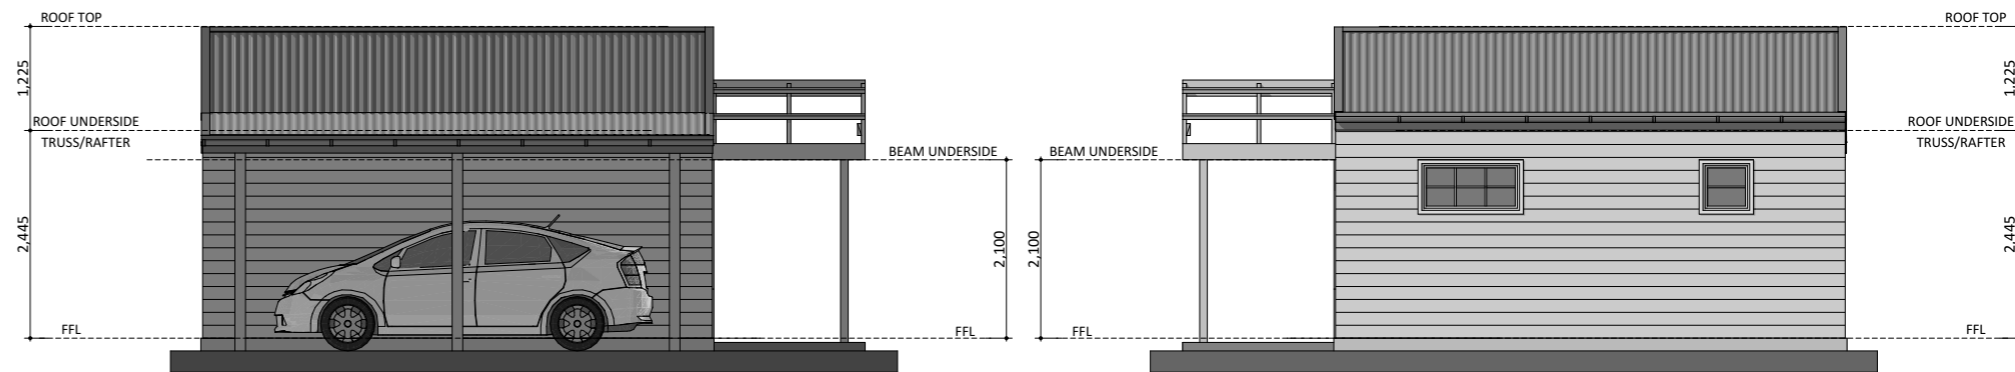 ROOF TOP
1,225
ROOF UNDERSIDE
TRUSS/RAFTER
BEAM UNDERSIDE
2,445
2,100
FFL
FFL
ROOF TOP
1,225
ROOF UNDERSIDE
TRUSS/RAFTER
BEAM UNDERSIDE
2,100
2,445
FFL
FFL